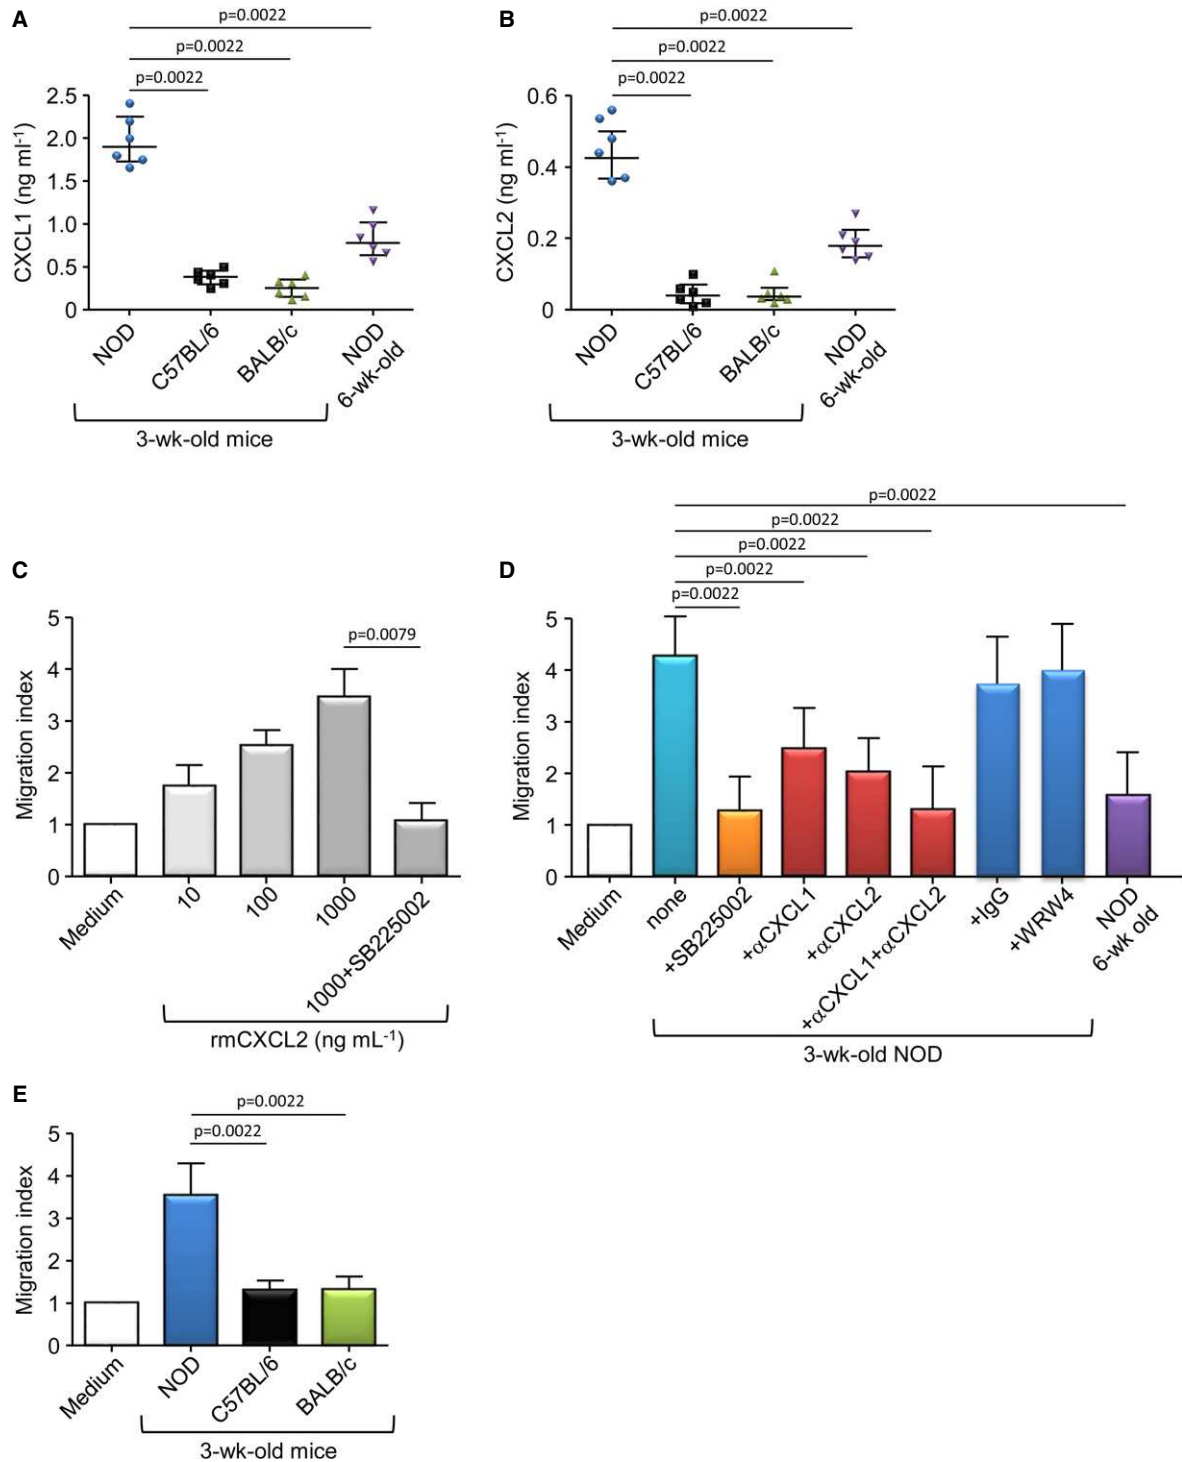 A
p=0.0022
p=0.0022
p=0.0022
CXCL1 (ng ml-1)
2.5
2.0
1.5
1.0
0.5
0
NOD
C57BL/6
BALB/c
NOD
6-wk-old
3-wk-old mice
B
p=0.0022
p=0.0022
p=0.0022
CXCL2 (ng ml-1)
0.6
0.4
0.2
0
NOD
C57BL/6
BALB/c
NOD
6-wk-old
3-wk-old mice
C
p=0.0079
Migration index
5
4
3
2
1
0
Medium
10
100
1000
1000+SB225002
rmCXCL2 (ng mL-1)
D
p=0.0022
p=0.0022
p=0.0022
p=0.0022
p=0.0022
Migration index
5
4
3
2
1
0
Medium
none
+SB225002
+αCXCL1
+αCXCL2
+αCXCL1+αCXCL2
+IgG
+WRW4
NOD
6-wk old
3-wk-old NOD
E
p=0.0022
p=0.0022
Migration index
5
4
3
2
1
0
Medium
NOD
C57BL/6
BALB/c
3-wk-old mice